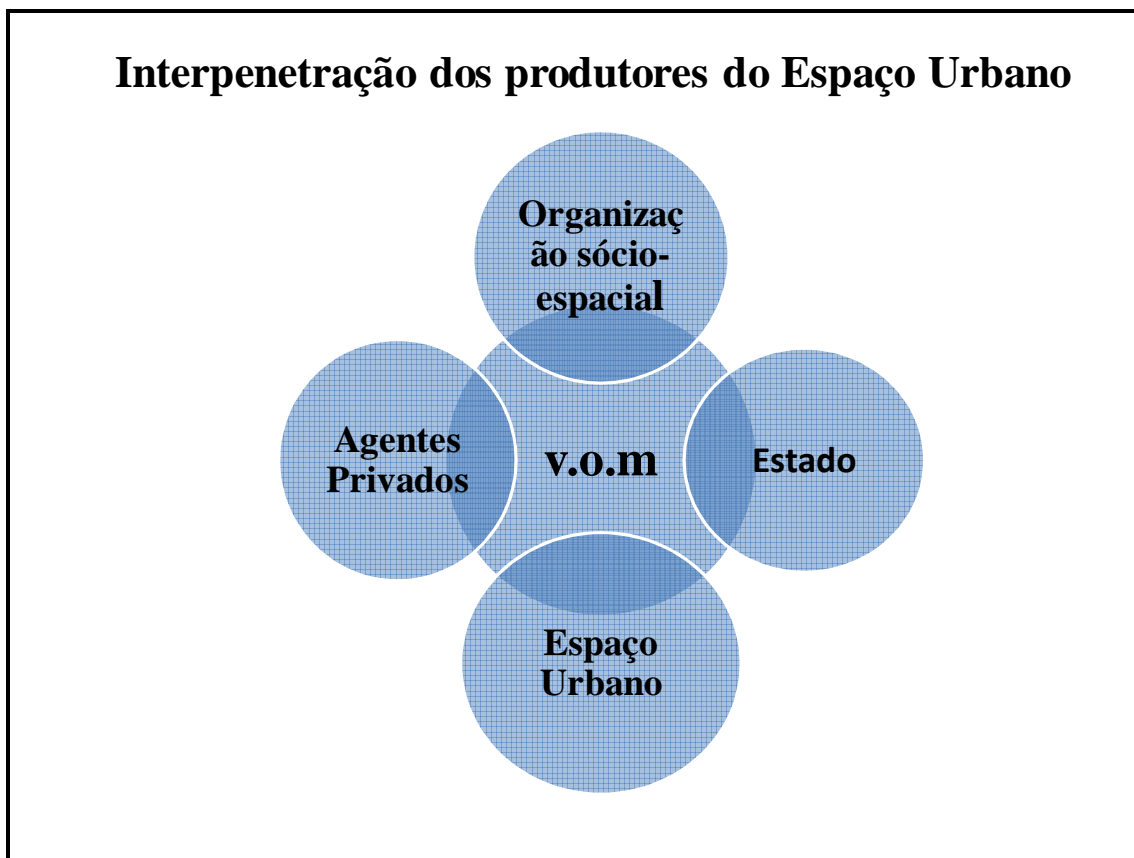 Interpenetração dos produtores do Espaço Urbano
Organizaç
ão sócio-
espacial
Agentes
Privados
v.o.m
Estado
Espaço
Urbano